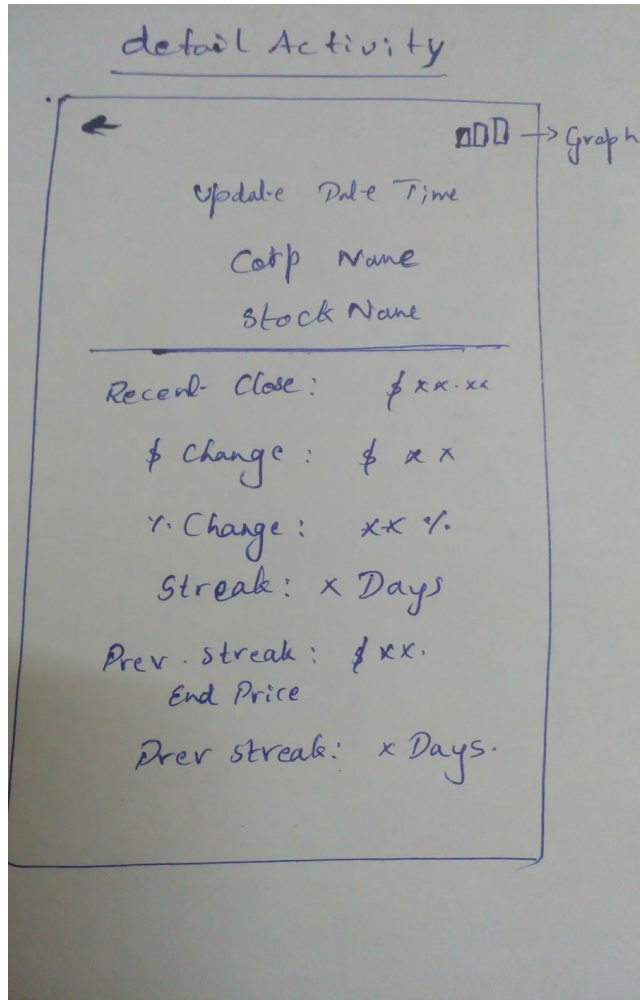 detail Activity
→ Graph
Update Date Time
Corp Name
Stock Name
Recent Close: $ xx.xx
$ Change: $ x x
% Change: xx %
Streak: x Days
Prev. Streak: $ xx.
End Price
Prev Streak: x Days.